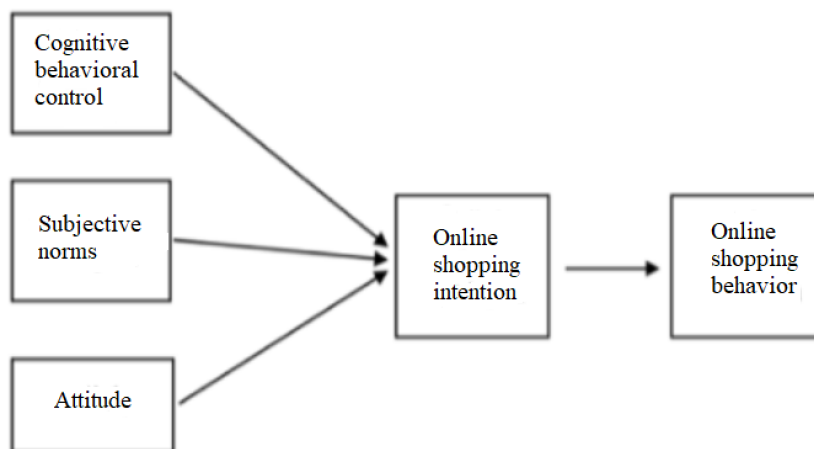 Cognitive
behavioral
control
Subjective
norms
Attitude
Online
shopping
intention
Online
shopping
behavior